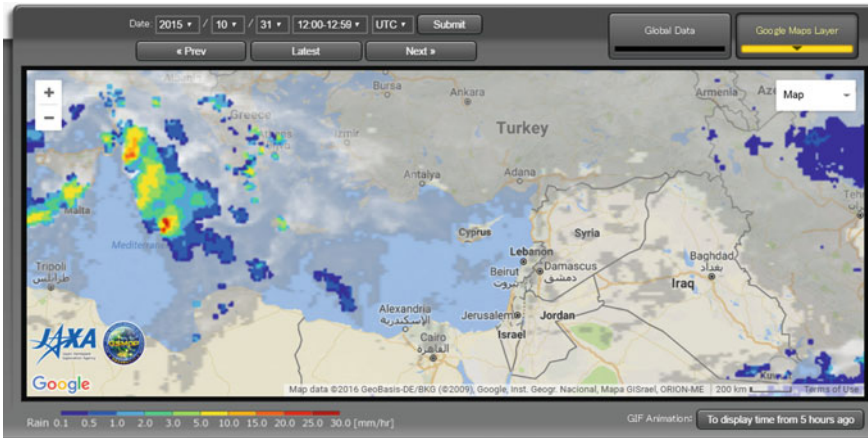 Date: 2015 / 10 / 31 12:00-12:59 UTC Submit
« Prev Latest Next »
Global Data
Google Maps Layer
+
−
Map
Bursa
Ankara
Armenia
Greece
Athens
Izmir
Turkey
Antalya
Adana
Malta
Cyprus
Syria
Mediterranean
Lebanon
Beirut
بيروت
Damascus
دمشق
Baghdad
بغداد
Iraq
Tripoli
طرابلس
Alexandria
الإسكندرية
Jerusalem
Israel
Jordan
Cairo
القاهرة
JAXA
GSMaP
Google
Map data ©2016 GeoBasis-DE/BKG (©2009), Google, Inst. Geogr. Nacional, Mapa GISrael, ORION-ME 200 km Terms of Use
Rain 0.1 0.5 1.0 2.0 3.0 5.0 10.0 15.0 20.0 25.0 30.0 [mm/hr]
GIF Animation: To display time from 5 hours ago